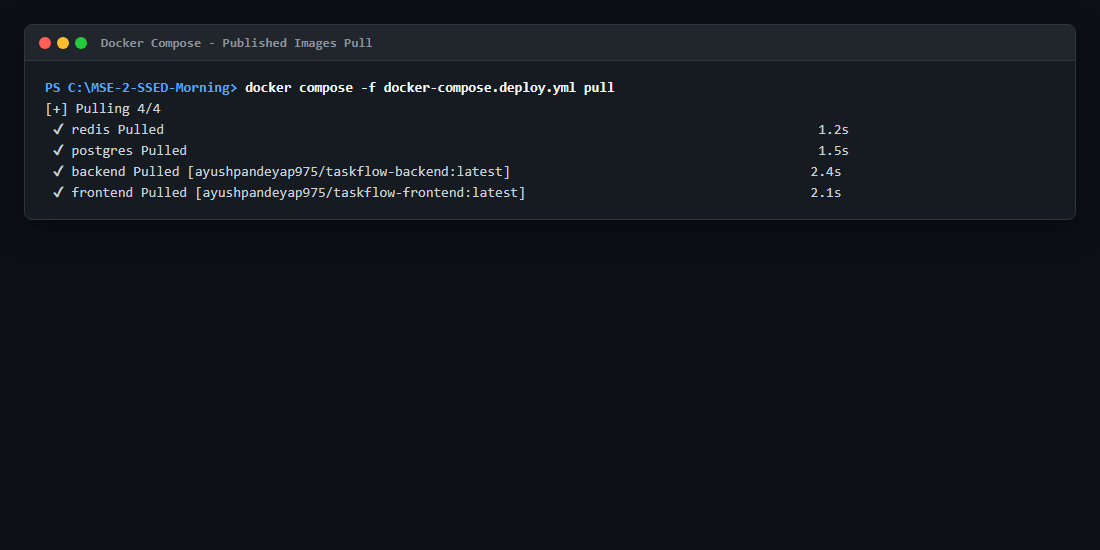 Docker Compose - Published Images Pull
PS C:\MSE-2-SSED-Morning> docker compose -f docker-compose.deploy.yml pull
[+] Pulling 4/4
✓ redis Pulled 1.2s
✓ postgres Pulled 1.5s
✓ backend Pulled [ayushpandeyap975/taskflow-backend:latest] 2.4s
✓ frontend Pulled [ayushpandeyap975/taskflow-frontend:latest] 2.1s